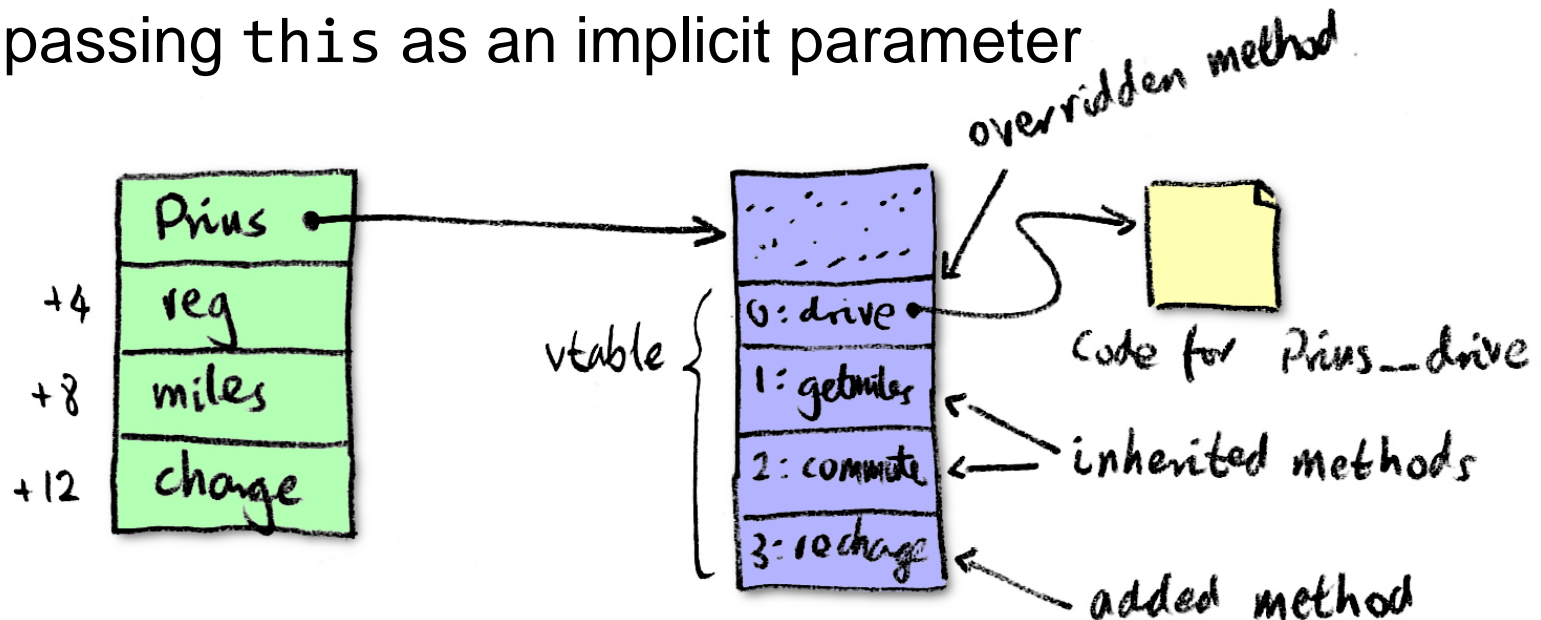 passing this as an implicit parameter
overridden method
Prius
+4 reg
+8 miles
+12 charge
vtable
0: drive
1: getmiles
2: commute
3: recharge
Code for Prius__drive
inherited methods
added method